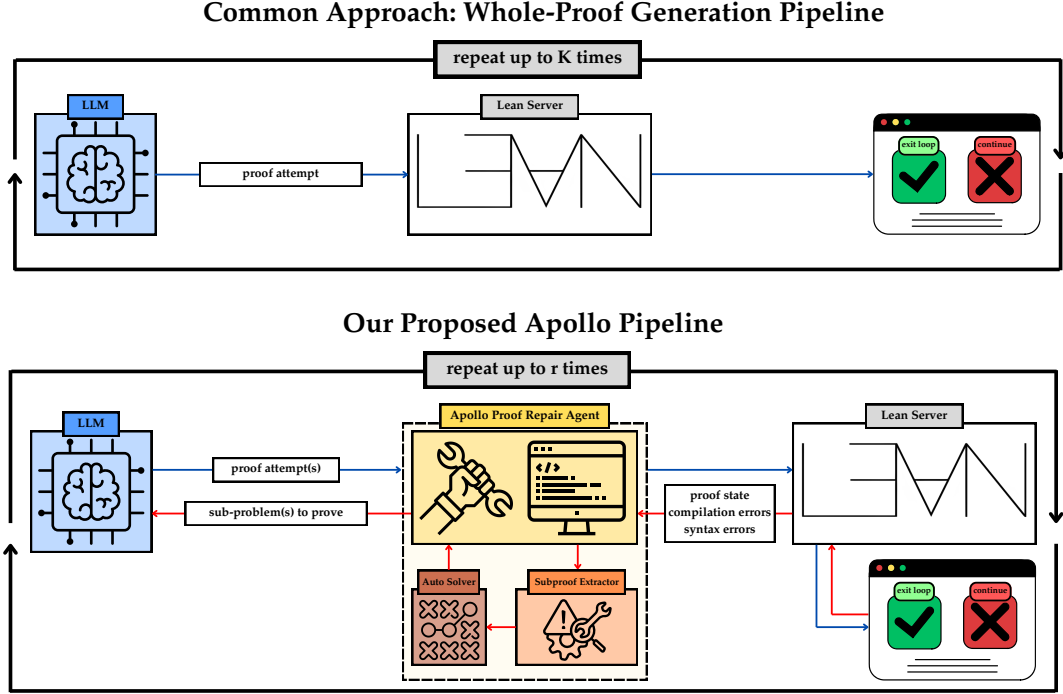 Common Approach: Whole-Proof Generation Pipeline
repeat up to K times
LLM
Lean Server
proof attempt
LEAN
exit loop
continue
Our Proposed Apollo Pipeline
repeat up to r times
LLM
Apollo Proof Repair Agent
Lean Server
proof attempt(s)
sub-problem(s) to prove
</>
proof state
compilation errors
syntax errors
LEAN
Auto Solver
Subproof Extractor
exit loop
continue